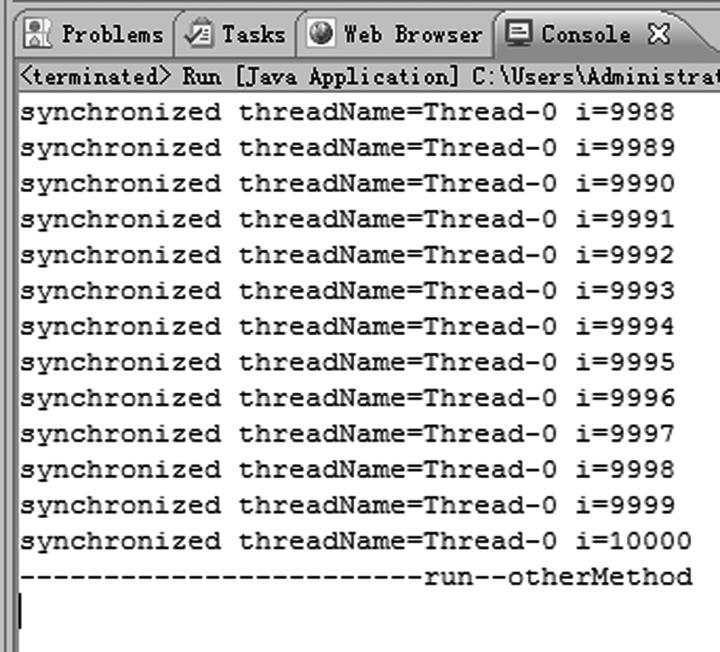 Problems Tasks Web Browser Console
<terminated> Run [Java Application] C:\Users\Administrat
synchronized threadName=Thread-0 i=9988
synchronized threadName=Thread-0 i=9989
synchronized threadName=Thread-0 i=9990
synchronized threadName=Thread-0 i=9991
synchronized threadName=Thread-0 i=9992
synchronized threadName=Thread-0 i=9993
synchronized threadName=Thread-0 i=9994
synchronized threadName=Thread-0 i=9995
synchronized threadName=Thread-0 i=9996
synchronized threadName=Thread-0 i=9997
synchronized threadName=Thread-0 i=9998
synchronized threadName=Thread-0 i=9999
synchronized threadName=Thread-0 i=10000
------------------------run--otherMethod